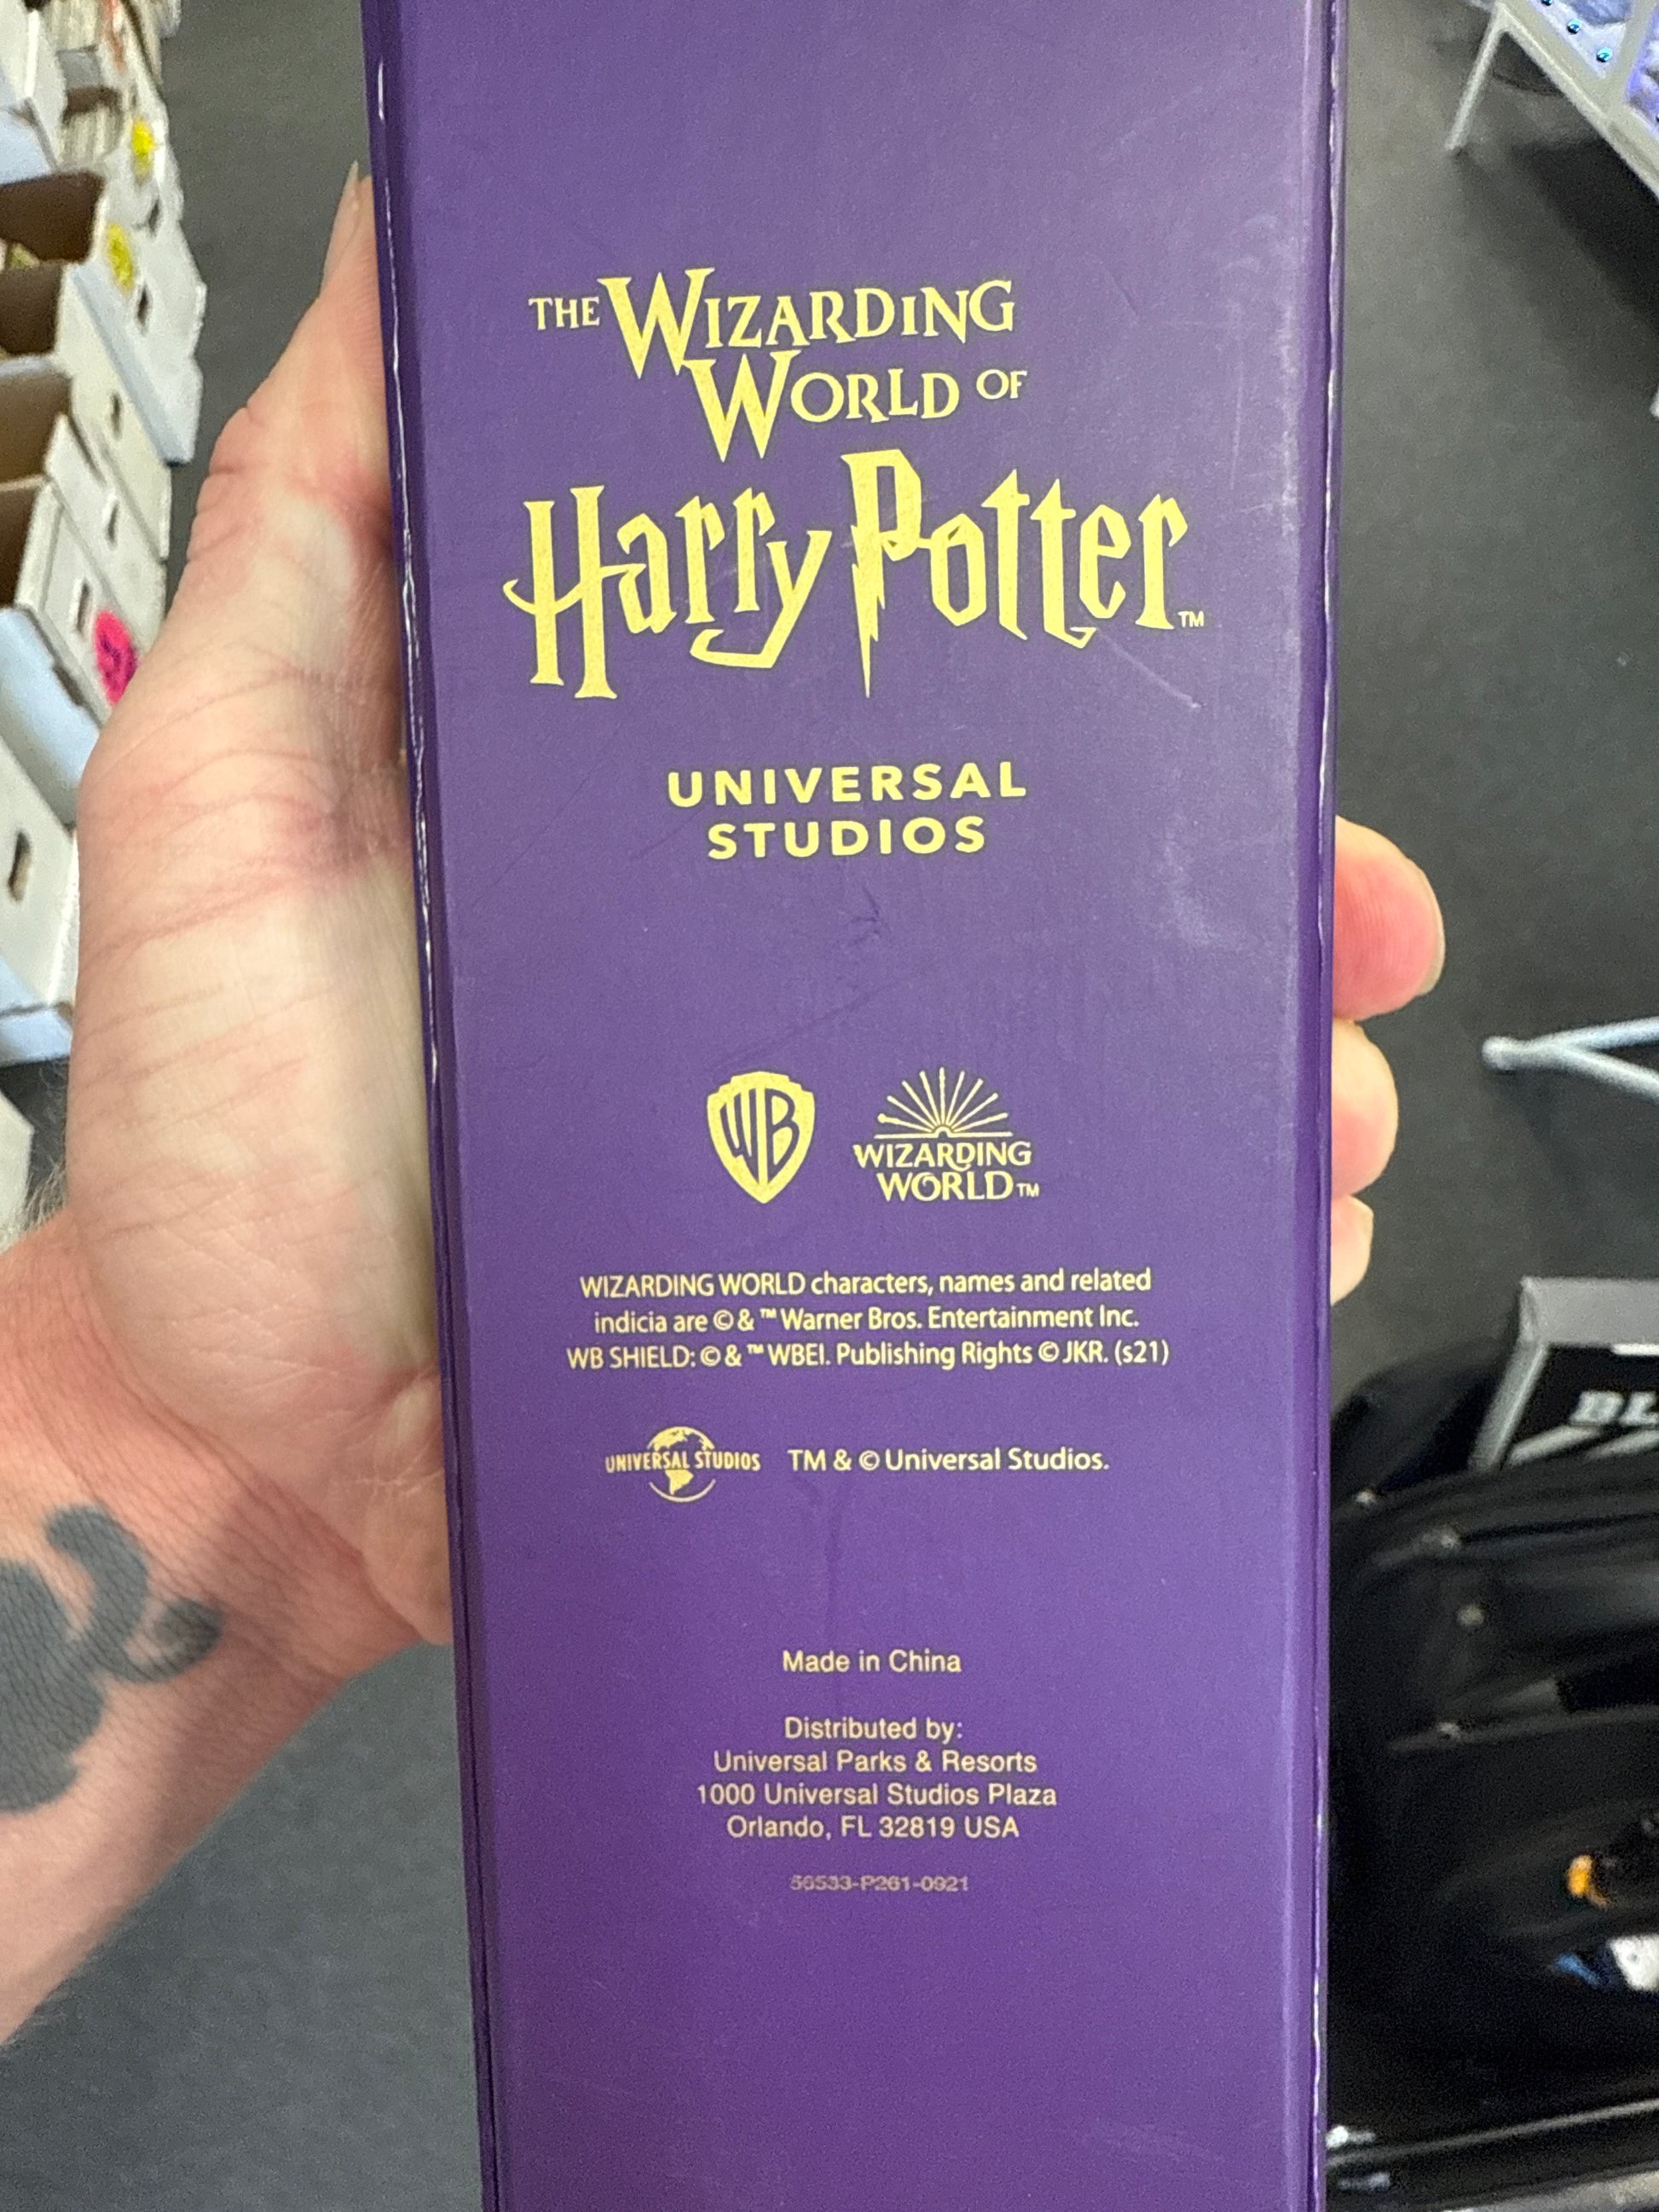 THE WIZARDING
WORLD OF
Harry Potter™
UNIVERSAL
STUDIOS
WB
WIZARDING
WORLD™
WIZARDING WORLD characters, names and related
indicia are © & ™ Warner Bros. Entertainment Inc.
WB SHIELD: © & ™ WBEI. Publishing Rights © JKR. (s21)
UNIVERSAL STUDIOS TM & © Universal Studios.
Made in China
Distributed by:
Universal Parks & Resorts
1000 Universal Studios Plaza
Orlando, FL 32819 USA
56533-P261-0921